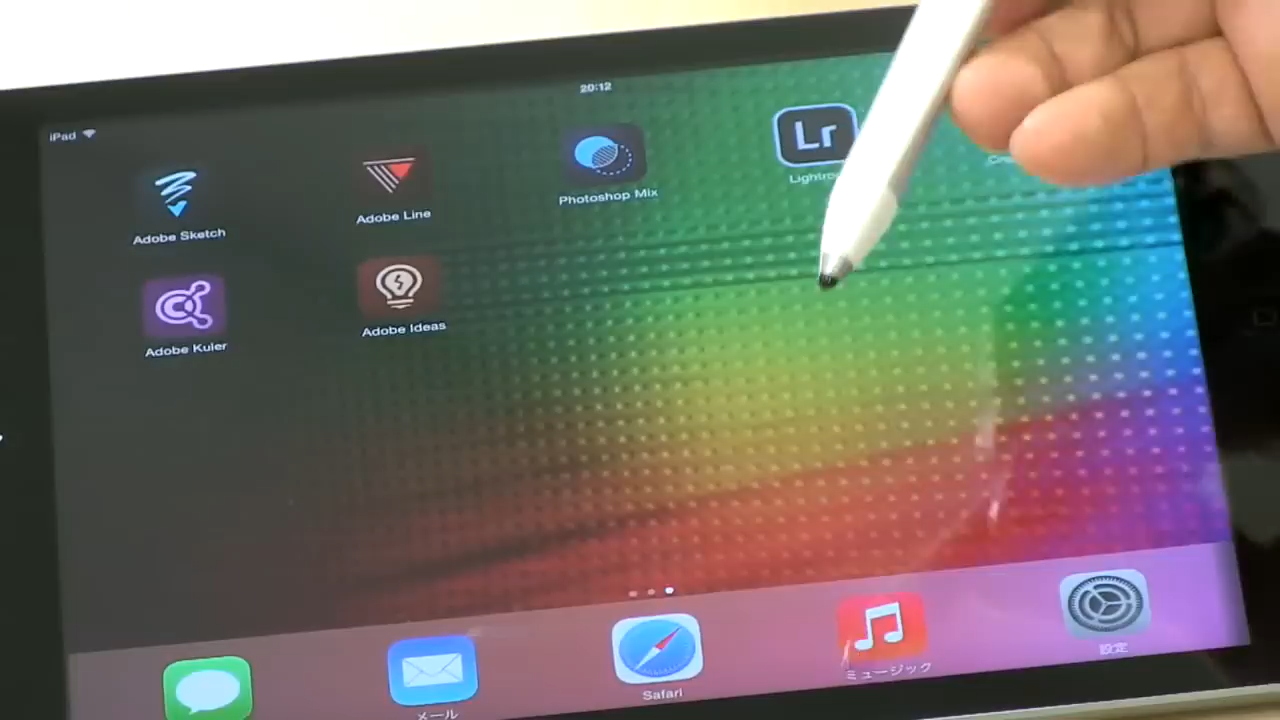 iPad
20:12
Adobe Sketch
Adobe Line
Photoshop Mix
Lr
Adobe Kuler
Adobe Ideas
メール
Safari
ミュージック
設定